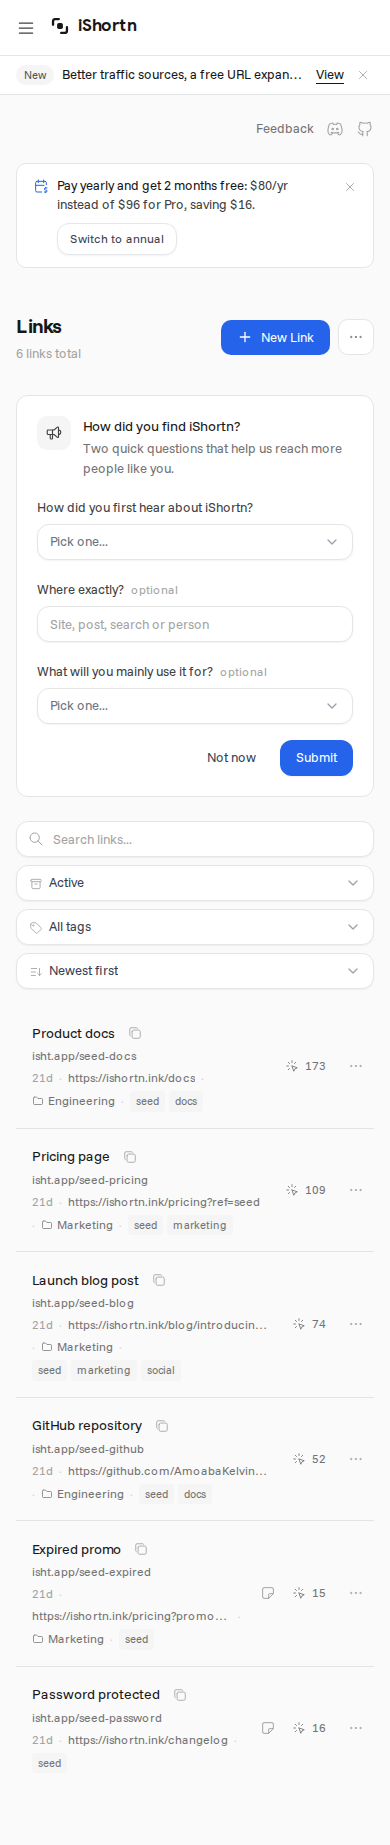 iShortn
New Better traffic sources, a free URL expan... View
Feedback
Pay yearly and get 2 months free: $80/yr
instead of $96 for Pro, saving $16.
Switch to annual
Links
6 links total
New Link
How did you find iShortn?
Two quick questions that help us reach more
people like you.
How did you first hear about iShortn?
Pick one...
Where exactly? optional
Site, post, search or person
What will you mainly use it for? optional
Pick one...
Not now Submit
Search links...
Active
All tags
Newest first
Product docs
isht.app/seed-docs
21d · https://ishortn.ink/docs ·
Engineering · seed docs
173
Pricing page
isht.app/seed-pricing
21d · https://ishortn.ink/pricing?ref=seed
· Marketing · seed marketing
109
Launch blog post
isht.app/seed-blog
21d · https://ishortn.ink/blog/introducin...
· Marketing ·
seed marketing social
74
GitHub repository
isht.app/seed-github
21d · https://github.com/AmoabaKelvin...
· Engineering · seed docs
52
Expired promo
isht.app/seed-expired
21d ·
https://ishortn.ink/pricing?promo... ·
Marketing · seed
15
Password protected
isht.app/seed-password
21d · https://ishortn.ink/changelog ·
seed
16